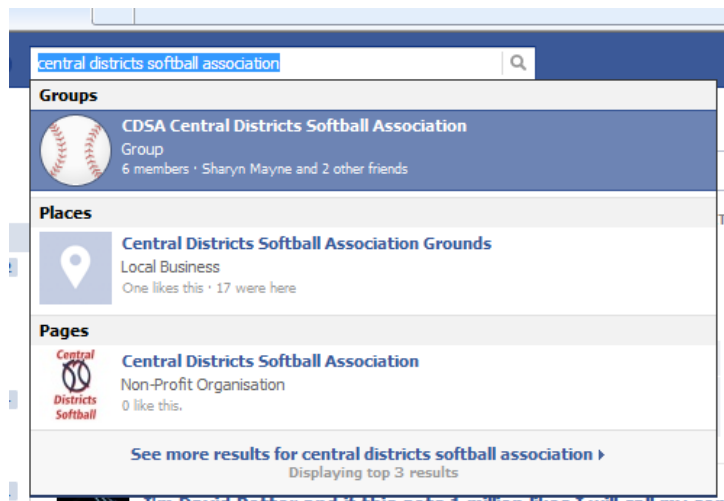 central districts softball association
Groups
CDSA Central Districts Softball Association
Group
6 members · Sharyn Mayne and 2 other friends
Places
Central Districts Softball Association Grounds
Local Business
One likes this · 17 were here
Pages
Central Districts Softball Association
Central
Districts
Softball
Non-Profit Organisation
0 like this.
See more results for central districts softball association
Displaying top 3 results